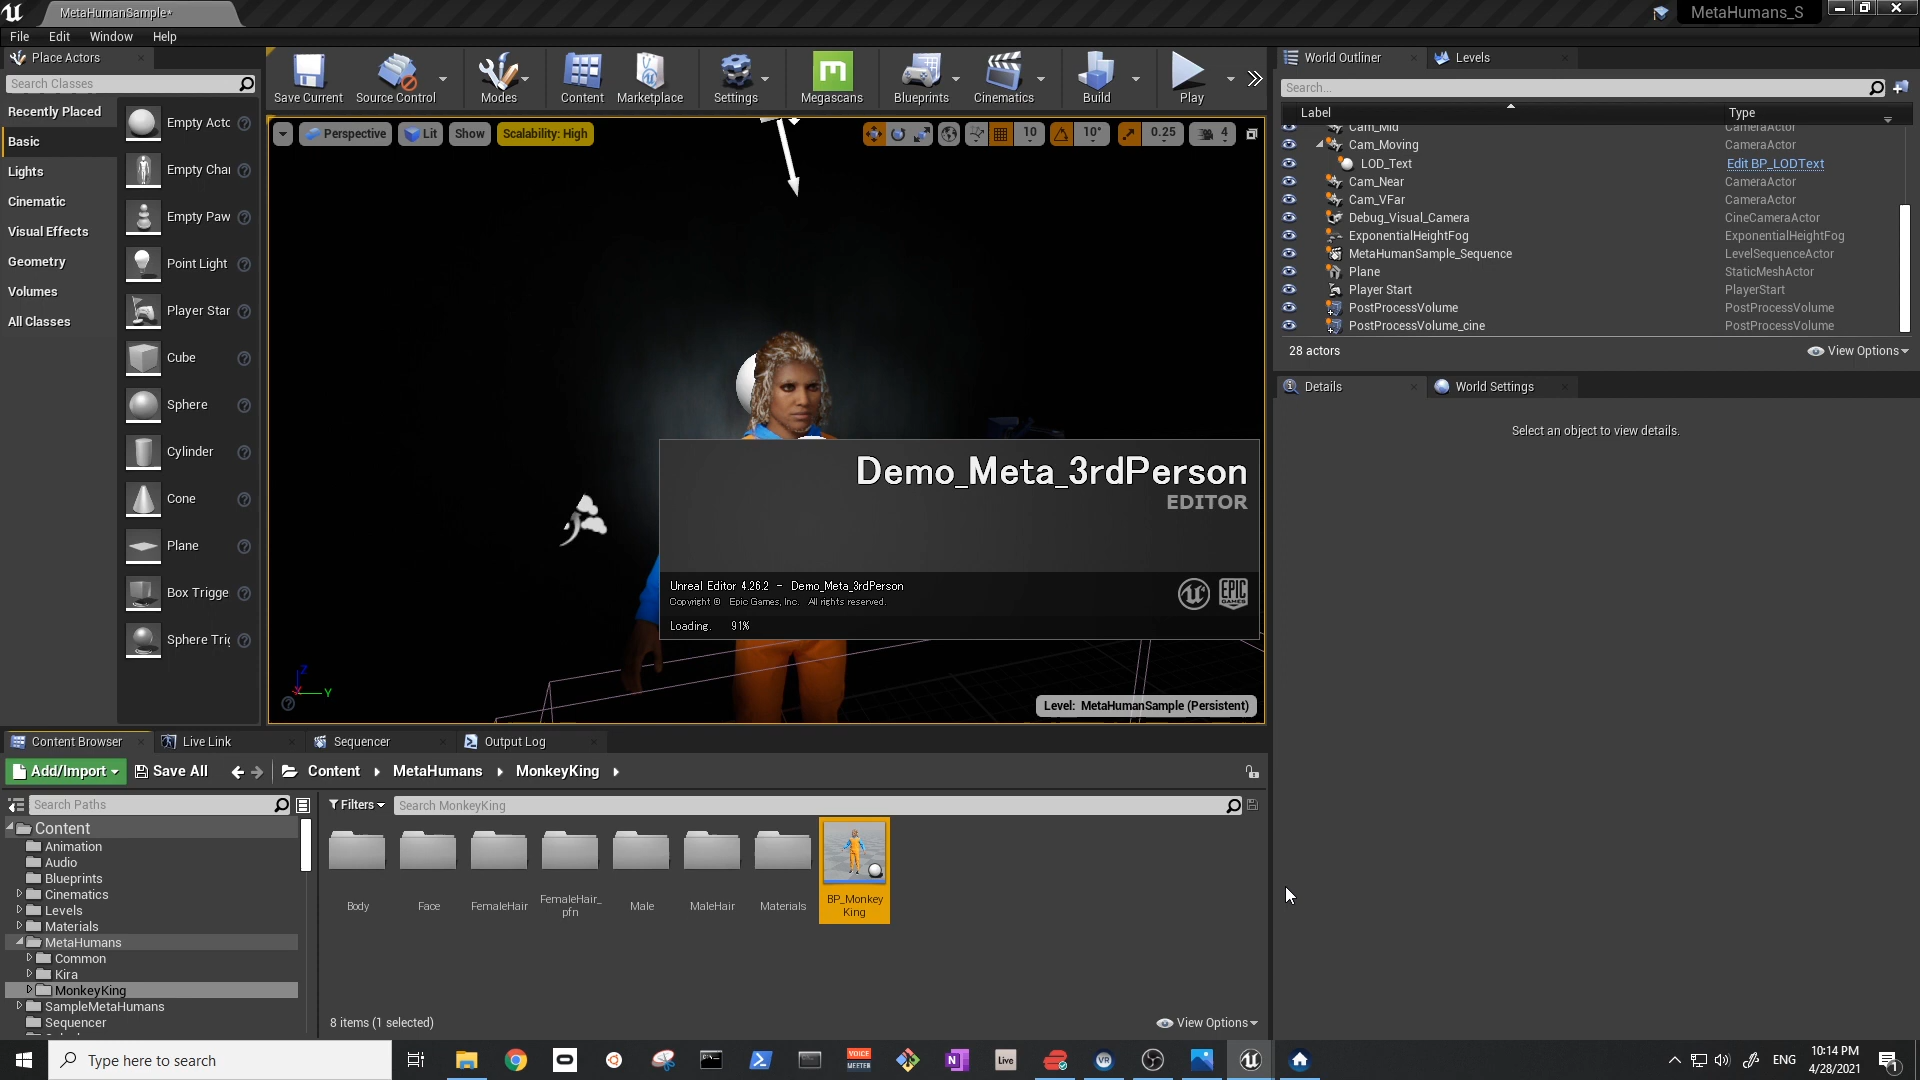 MetaHumanSample*
MetaHumans_S
File Edit Window Help
Place Actors
Search Classes
Recently Placed
Basic
Lights
Cinematic
Visual Effects
Geometry
Volumes
All Classes
Empty Actc
Empty Chai
Empty Paw
Point Light
Player Star
Cube
Sphere
Cylinder
Cone
Plane
Box Trigge
Sphere Trig
Save Current
Source Control
Modes
Content
Marketplace
Settings
Megascans
Blueprints
Cinematics
Build
Play
Perspective
Lit
Show
Scalability: High
10
10°
0.25
4
Demo_Meta_3rdPerson
EDITOR
Unreal Editor 4.26.2 - Demo_Meta_3rdPerson
Copyright © Epic Games, Inc. All rights reserved.
Loading. 91%
EPIC GAMES
Z
X
Y
Level: MetaHumanSample (Persistent)
World Outliner
Levels
Search...
Label Type
Cam_Mid CameraActor
Cam_Moving CameraActor
LOD_Text Edit BP_LODText
Cam_Near CameraActor
Cam_VFar CameraActor
Debug_Visual_Camera CineCameraActor
ExponentialHeightFog ExponentialHeightFog
MetaHumanSample_Sequence LevelSequenceActor
Plane StaticMeshActor
Player Start PlayerStart
PostProcessVolume PostProcessVolume
PostProcessVolume_cine PostProcessVolume
28 actors
View Options
Details
World Settings
Select an object to view details.
Content Browser
Live Link
Sequencer
Output Log
Add/Import
Save All
Content
MetaHumans
MonkeyKing
Search Paths
Filters
Search MonkeyKing
Content
Animation
Audio
Blueprints
Cinematics
Levels
Materials
MetaHumans
Common
Kira
MonkeyKing
SampleMetaHumans
Sequencer
Body
Face
FemaleHair
FemaleHair_
pfn
Male
MaleHair
Materials
BP_Monkey
King
8 items (1 selected)
View Options
Type here to search
VOICE
MEETER
Live
VR
ENG
10:14 PM
4/28/2021
1